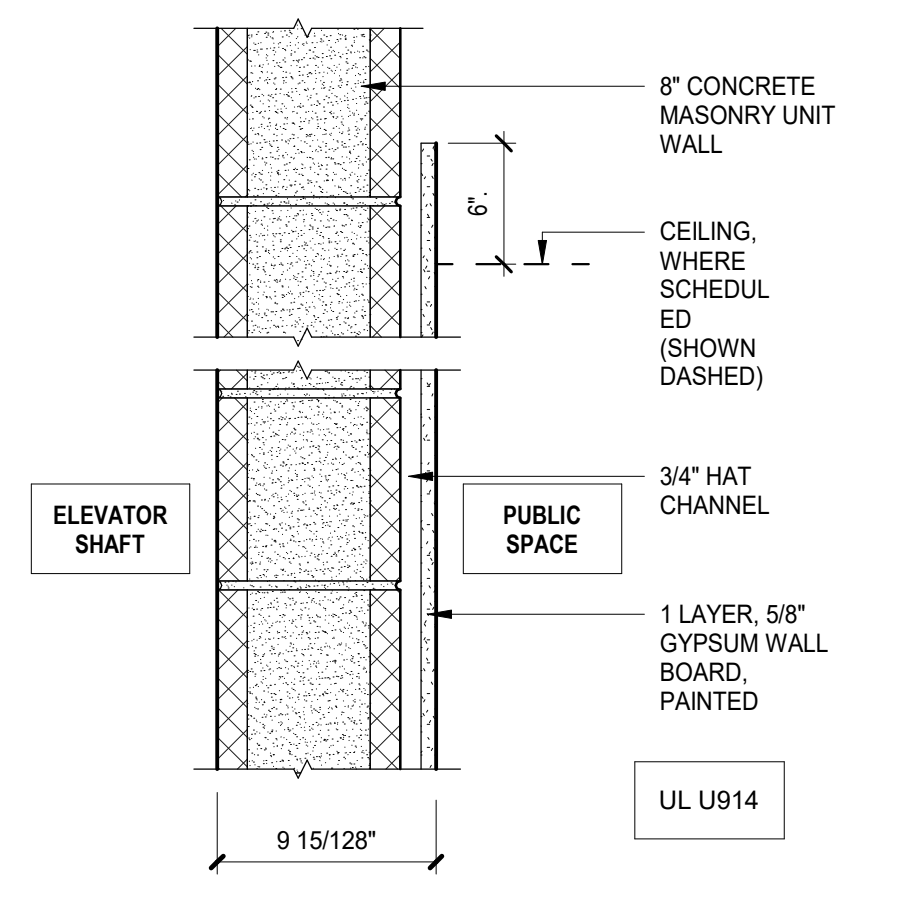 8" CONCRETE
MASONRY UNIT
WALL
6".
CEILING,
WHERE
SCHEDUL
ED
(SHOWN
DASHED)
3/4" HAT
CHANNEL
ELEVATOR
SHAFT
PUBLIC
SPACE
1 LAYER, 5/8"
GYPSUM WALL
BOARD,
PAINTED
UL U914
9 15/128"